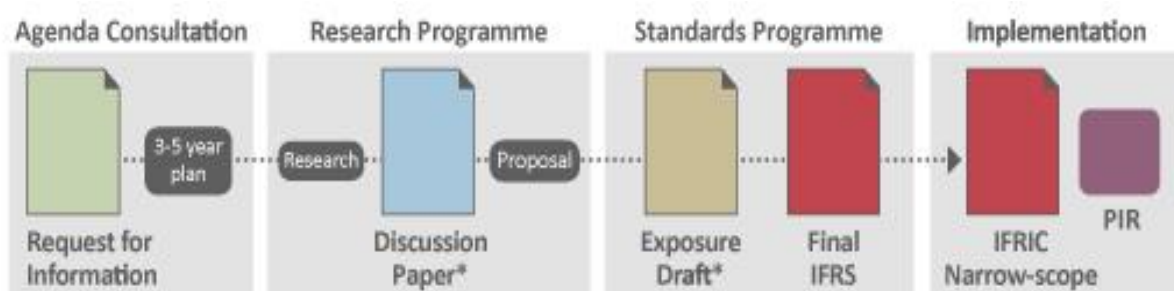 Agenda Consultation
Research Programme
Standards Programme
Implementation
3-5 year
plan
Research
Proposal
Request for
Information
Discussion
Paper*
Exposure
Draft*
Final
IFRS
IFRIC
Narrow-scope
PIR